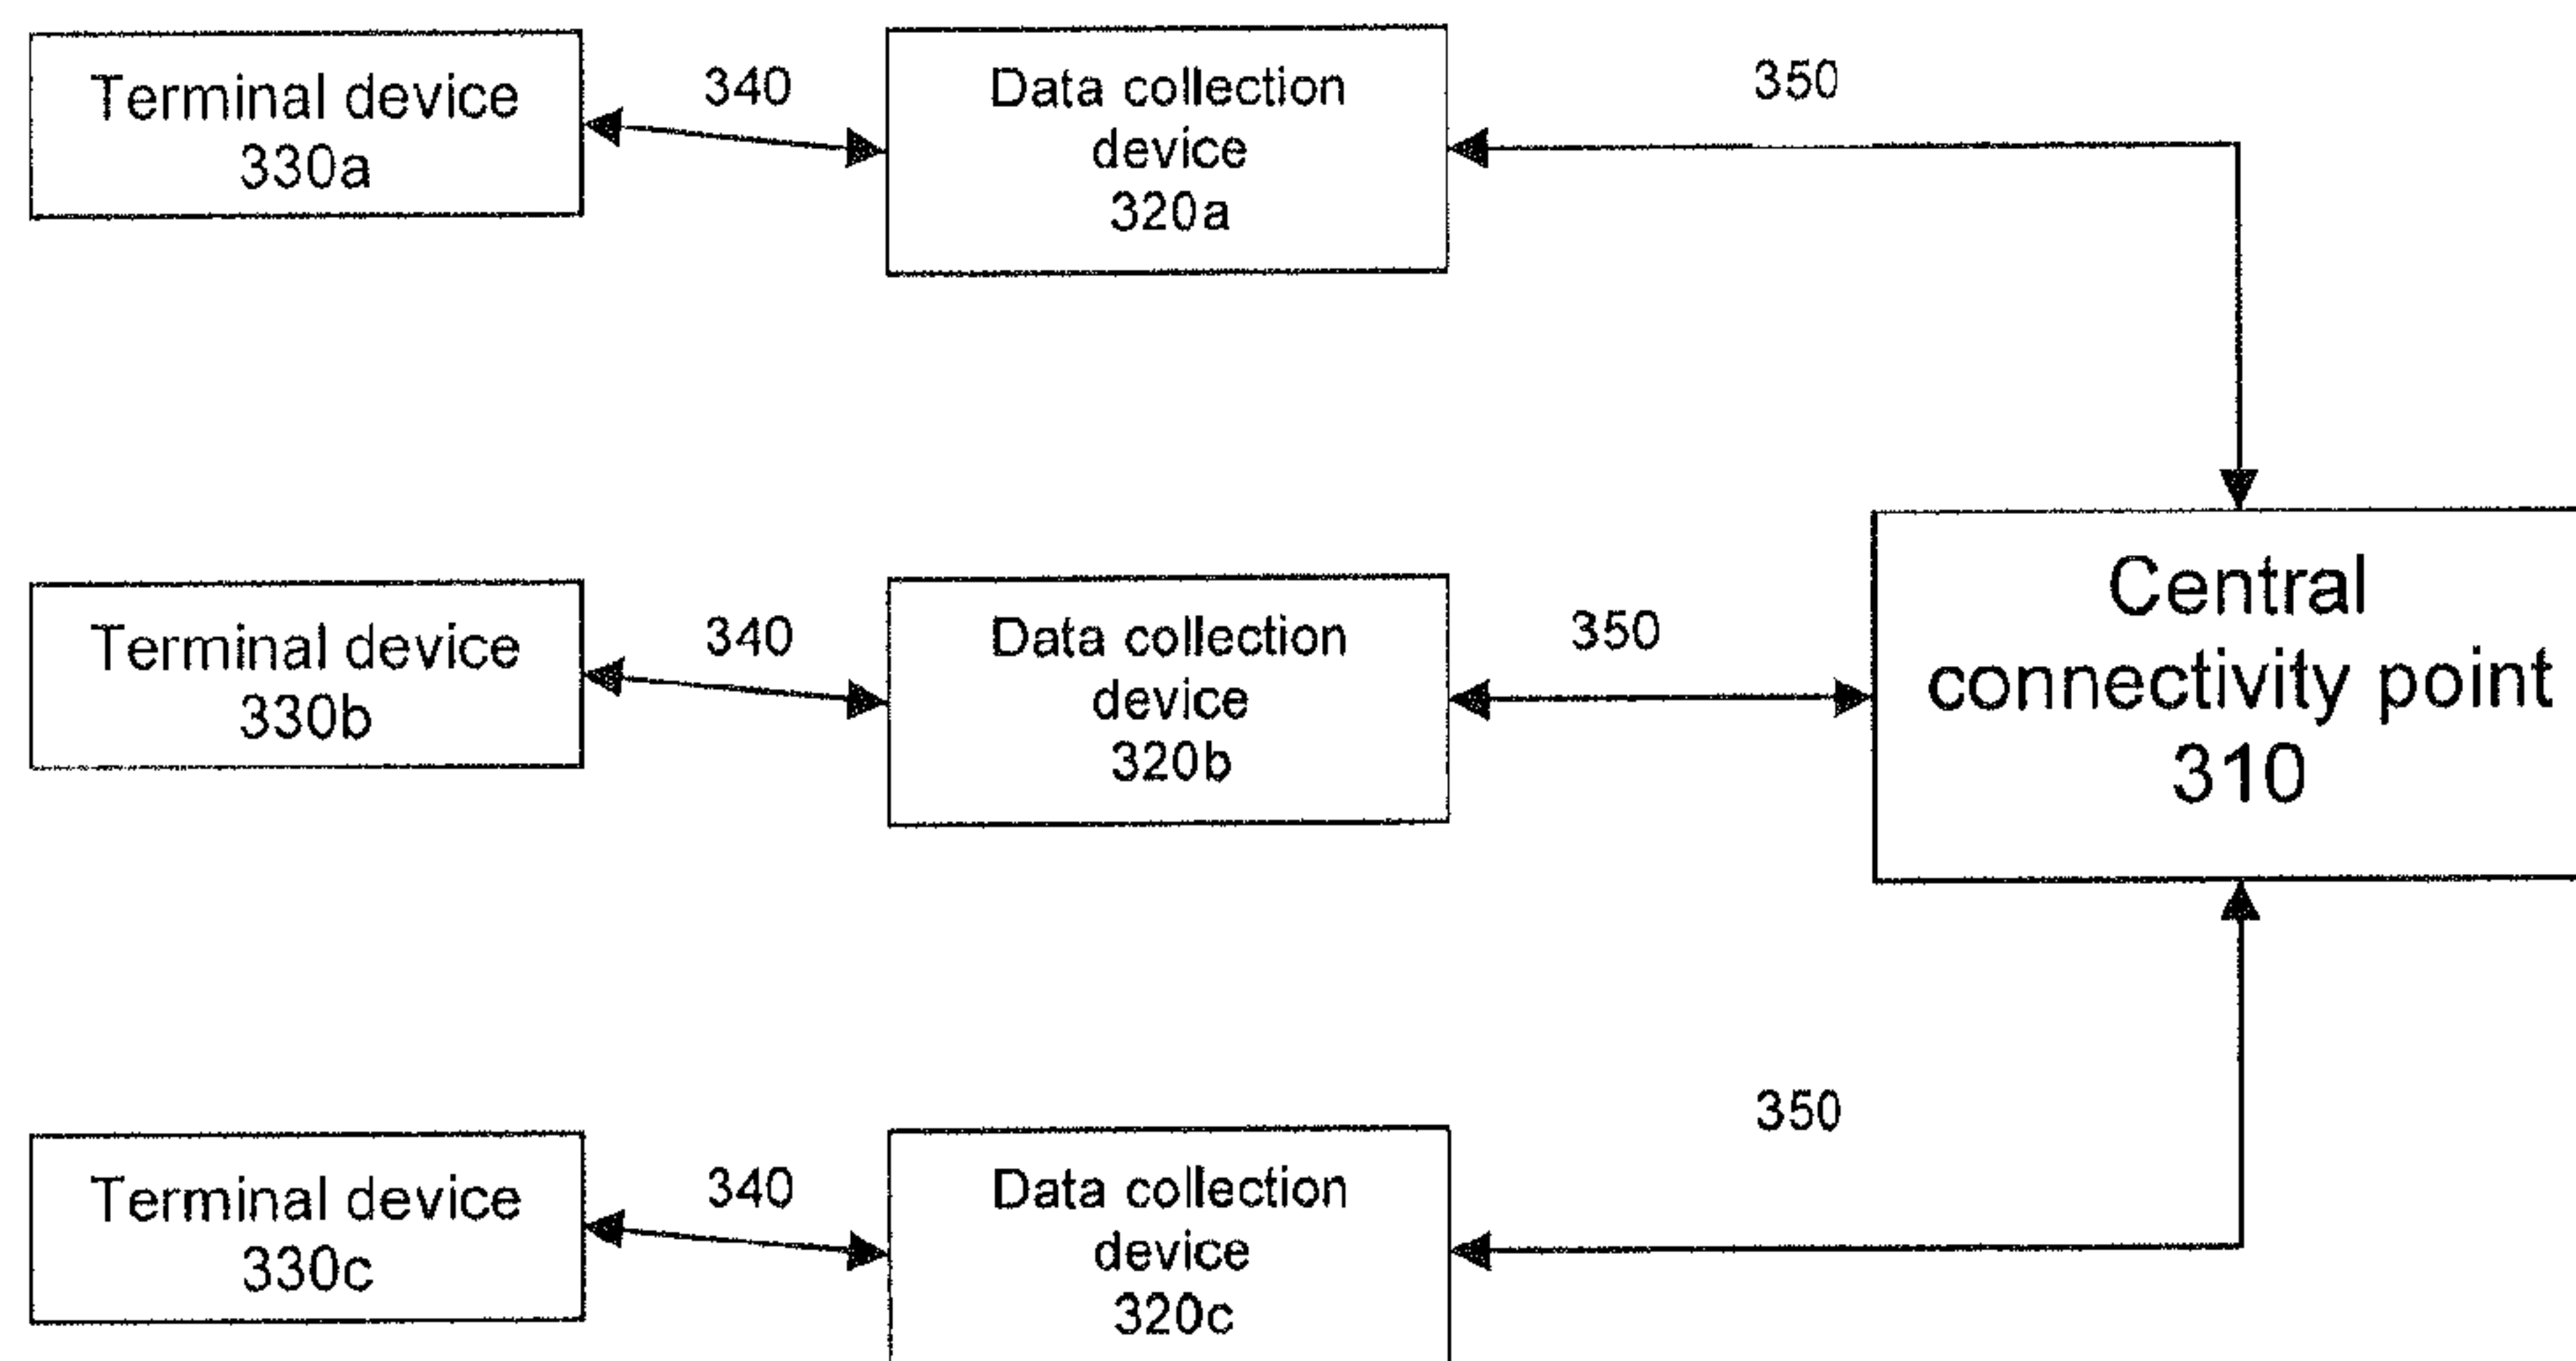 Terminal device
330a
340
Data collection
device
320a
350
Terminal device
330b
340
Data collection
device
320b
350
Central
connectivity point
310
Terminal device
330c
340
Data collection
device
320c
350